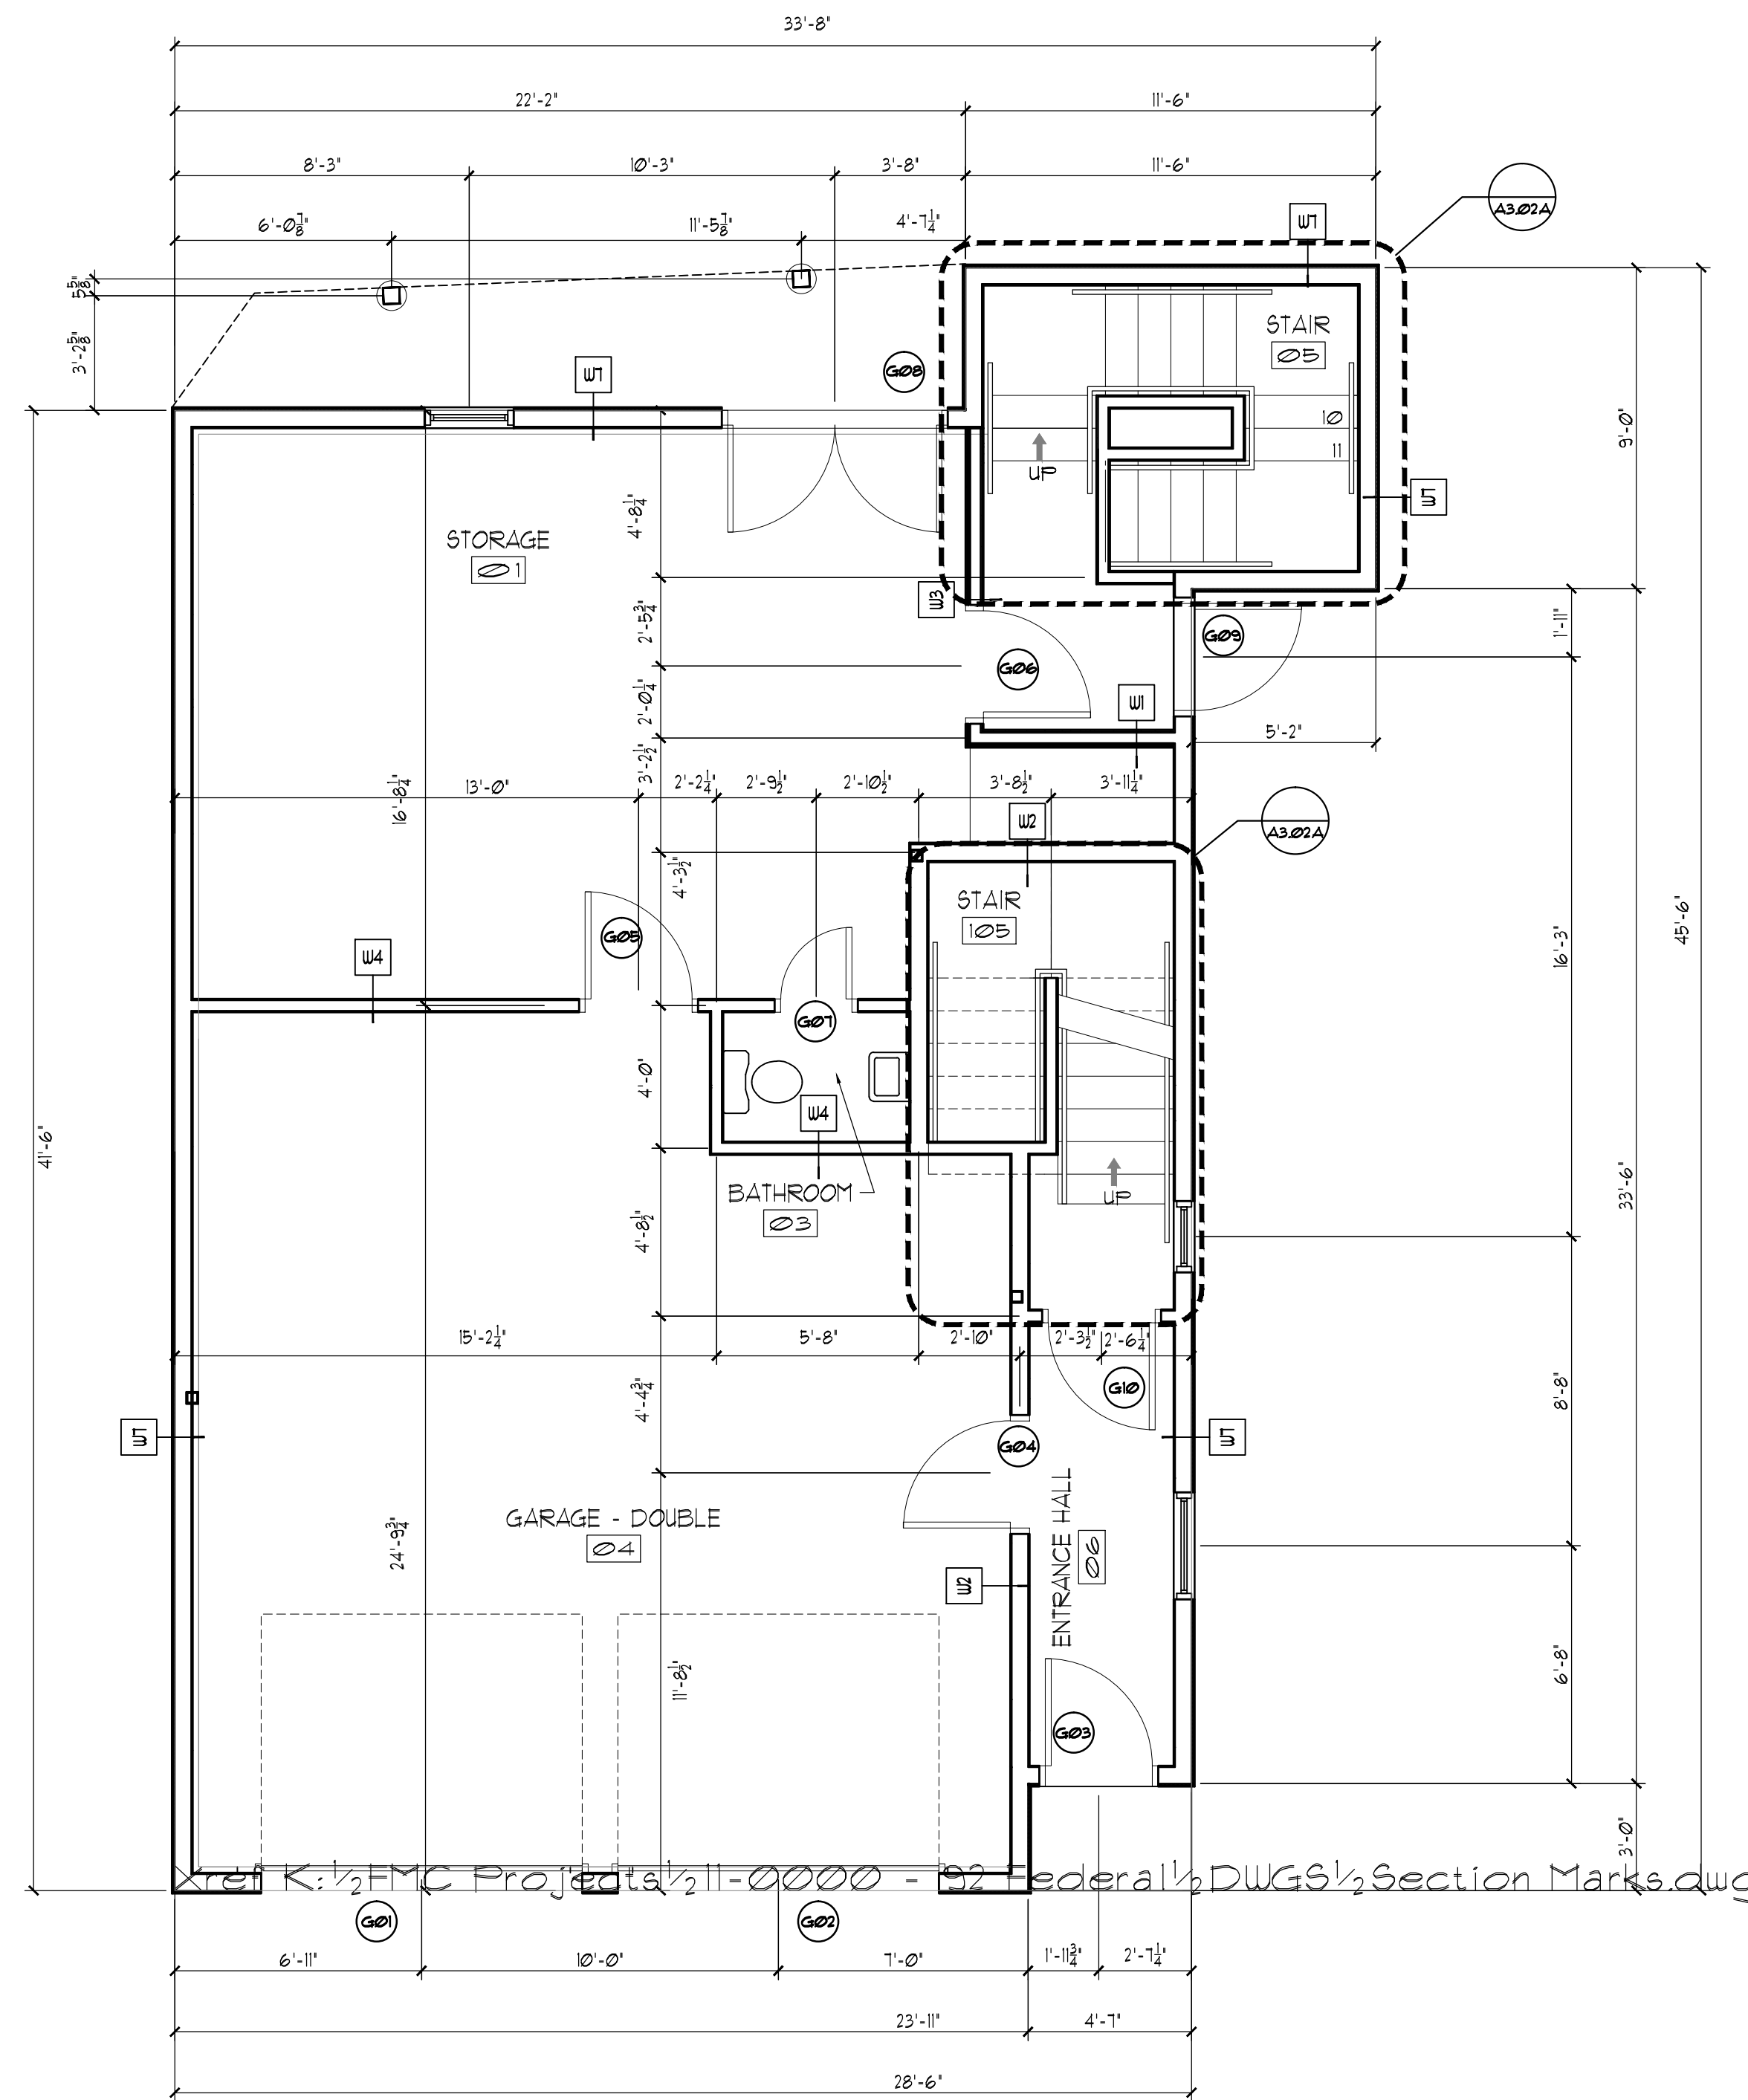 33'-8"
22'-2" 11'-6"
8'-3" 10'-3" 3'-8" 11'-6"
6'-0 7/8" 11'-5 7/8" 4'-7 1/4"
W7
A3.02A
5 5/8"
3'-2 5/8"
W7
G08
STAIR
05
10
11
UP
9'-0"
W5
STORAGE
01
4'-8 1/4"
W3
2'-5 3/4"
G06
G09
1'-11"
2'-0 1/4"
W1
5'-2"
3'-2 1/2"
16'-8 1/4"
13'-0" 2'-2 1/4" 2'-9 1/2" 2'-10 1/2" 3'-8 1/2" 3'-11 1/4"
W2
A3.02A
4'-3 1/2"
STAIR
105
G05
W4
16'-3"
45'-6"
G07
4'-0"
W4
41'-6"
BATHROOM
03
UP
33'-6"
4'-8 1/2"
15'-2 1/4" 5'-8" 2'-10" 2'-3 1/2" 2'-6 1/4"
G10
4'-4 3/4"
8'-8"
W5
W5
G04
GARAGE - DOUBLE
04
24'-9 3/4"
ENTRANCE HALL
06
W2
11'-8 1/2"
6'-8"
G03
3'-0"
Xref K:½FMC Projects½11-0000 - 92 Federal½DWGS½Section Marks.dwg
G01
G02
6'-11" 10'-0" 7'-0" 1'-11 3/4" 2'-7 1/4"
23'-11" 4'-7"
28'-6"